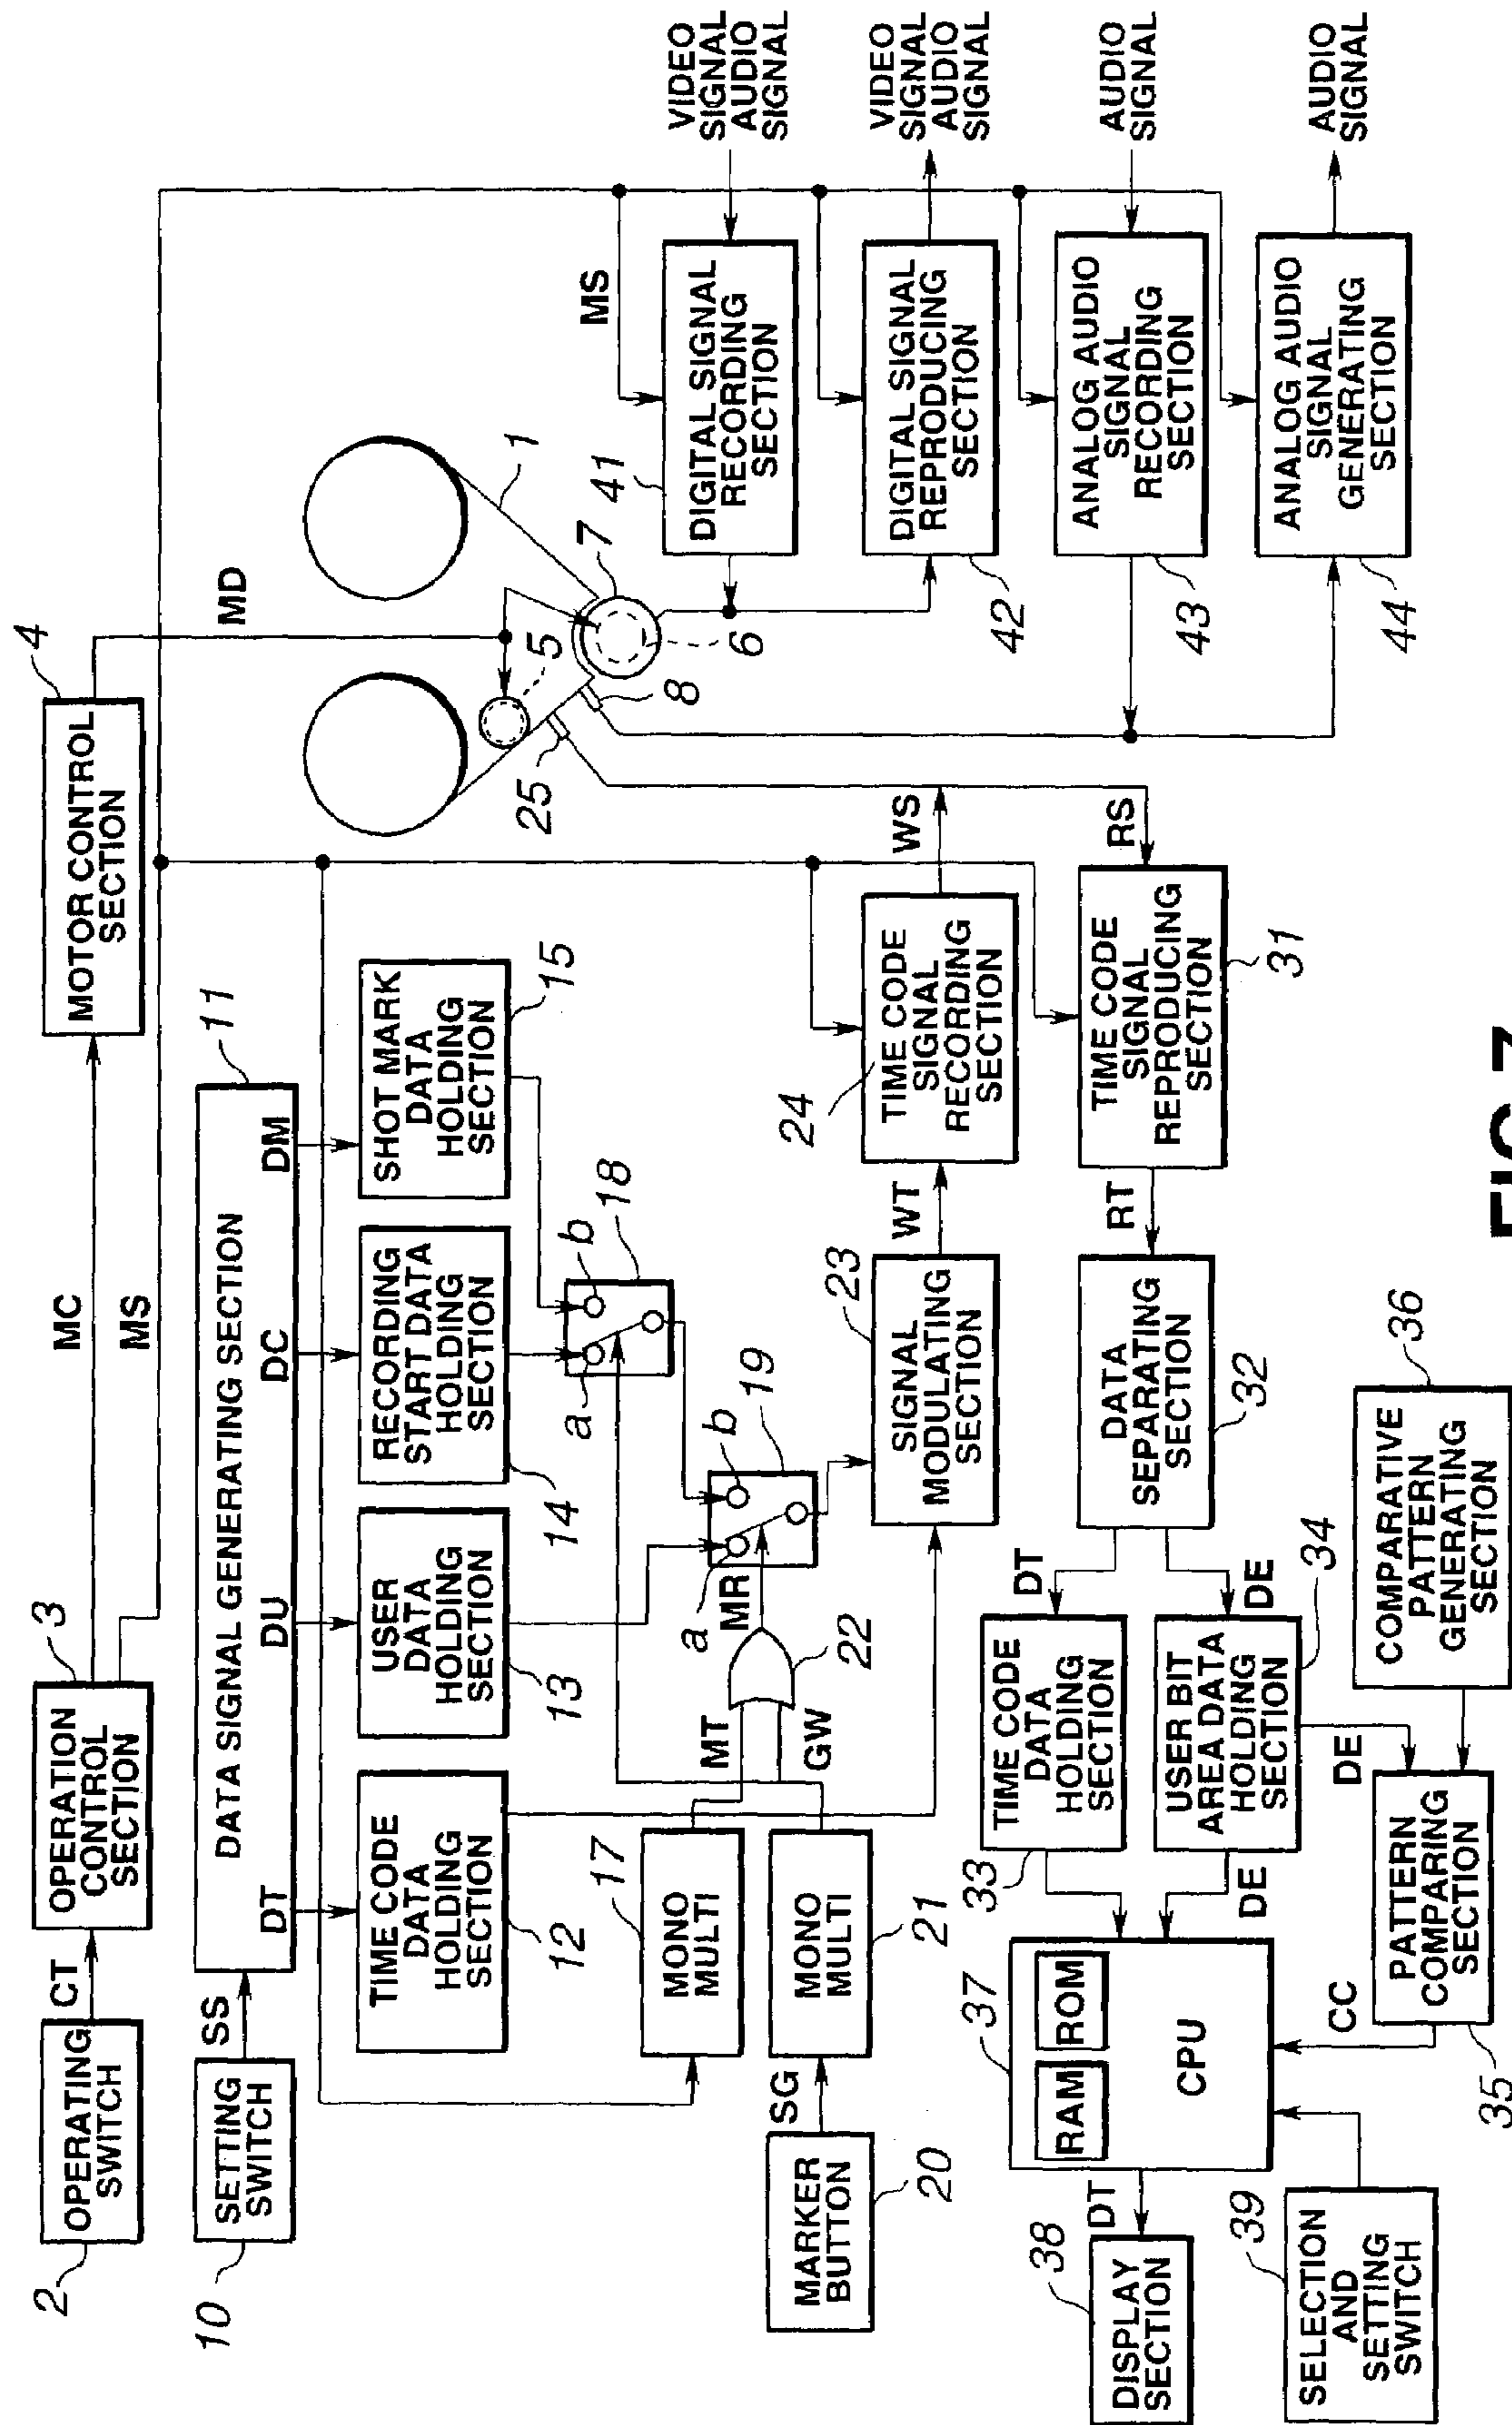 2
OPERATING
SWITCH
CT
3
OPERATION
CONTROL
SECTION
MC
MS
4
MOTOR CONTROL
SECTION
MD
10
SETTING
SWITCH
SS
11
DATA SIGNAL GENERATING SECTION
DT
DU
DC
DM
TIME CODE
DATA
HOLDING
SECTION
12
USER
DATA
HOLDING
SECTION
13
RECORDING
START DATA
HOLDING
SECTION
14
SHOT MARK
DATA
HOLDING
SECTION
15
1
5
7
6
8
25
17
MONO
MULTI
MARKER
BUTTON
20
SG
MONO
MULTI
21
MT
GW
22
MR
a
b
18
a
b
19
SIGNAL
MODULATING
SECTION
23
WT
TIME CODE
SIGNAL
RECORDING
SECTION
24
WS
RS
TIME CODE
SIGNAL
REPRODUCING
SECTION
31
RT
DATA
SEPARATING
SECTION
32
DT
DE
TIME CODE
DATA
HOLDING
SECTION
33
USER BIT
AREA DATA
HOLDING
SECTION
34
DE
DE
COMPARATIVE
PATTERN
GENERATING
SECTION
36
PATTERN
COMPARING
SECTION
35
CC
37
RAM
ROM
CPU
DT
38
DISPLAY
SECTION
39
SELECTION
AND
SETTING
SWITCH
MS
DIGITAL SIGNAL
RECORDING
SECTION
41
VIDEO
SIGNAL
AUDIO
SIGNAL
DIGITAL SIGNAL
REPRODUCING
SECTION
42
VIDEO
SIGNAL
AUDIO
SIGNAL
ANALOG AUDIO
SIGNAL
RECORDING
SECTION
43
AUDIO
SIGNAL
ANALOG AUDIO
SIGNAL
GENERATING
SECTION
44
AUDIO
SIGNAL